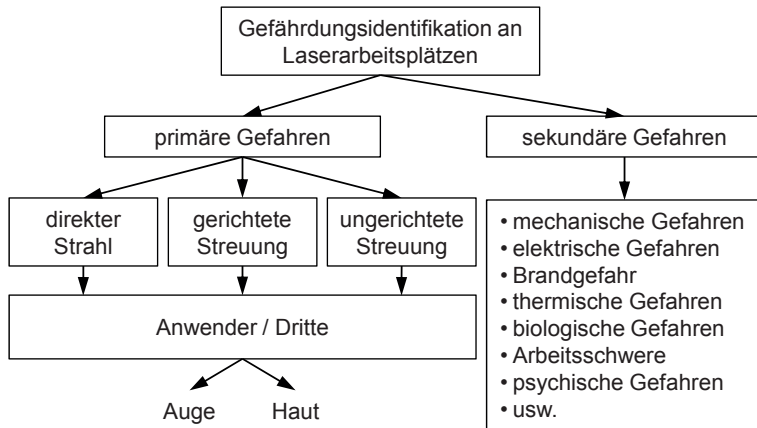 Gefährdungsidentifikation an
Laserarbeitsplätzen
primäre Gefahren
sekundäre Gefahren
direkter
Strahl
gerichtete
Streuung
ungerichtete
Streuung
Anwender / Dritte
Auge
Haut
• mechanische Gefahren
• elektrische Gefahren
• Brandgefahr
• thermische Gefahren
• biologische Gefahren
• Arbeitsschwere
• psychische Gefahren
• usw.